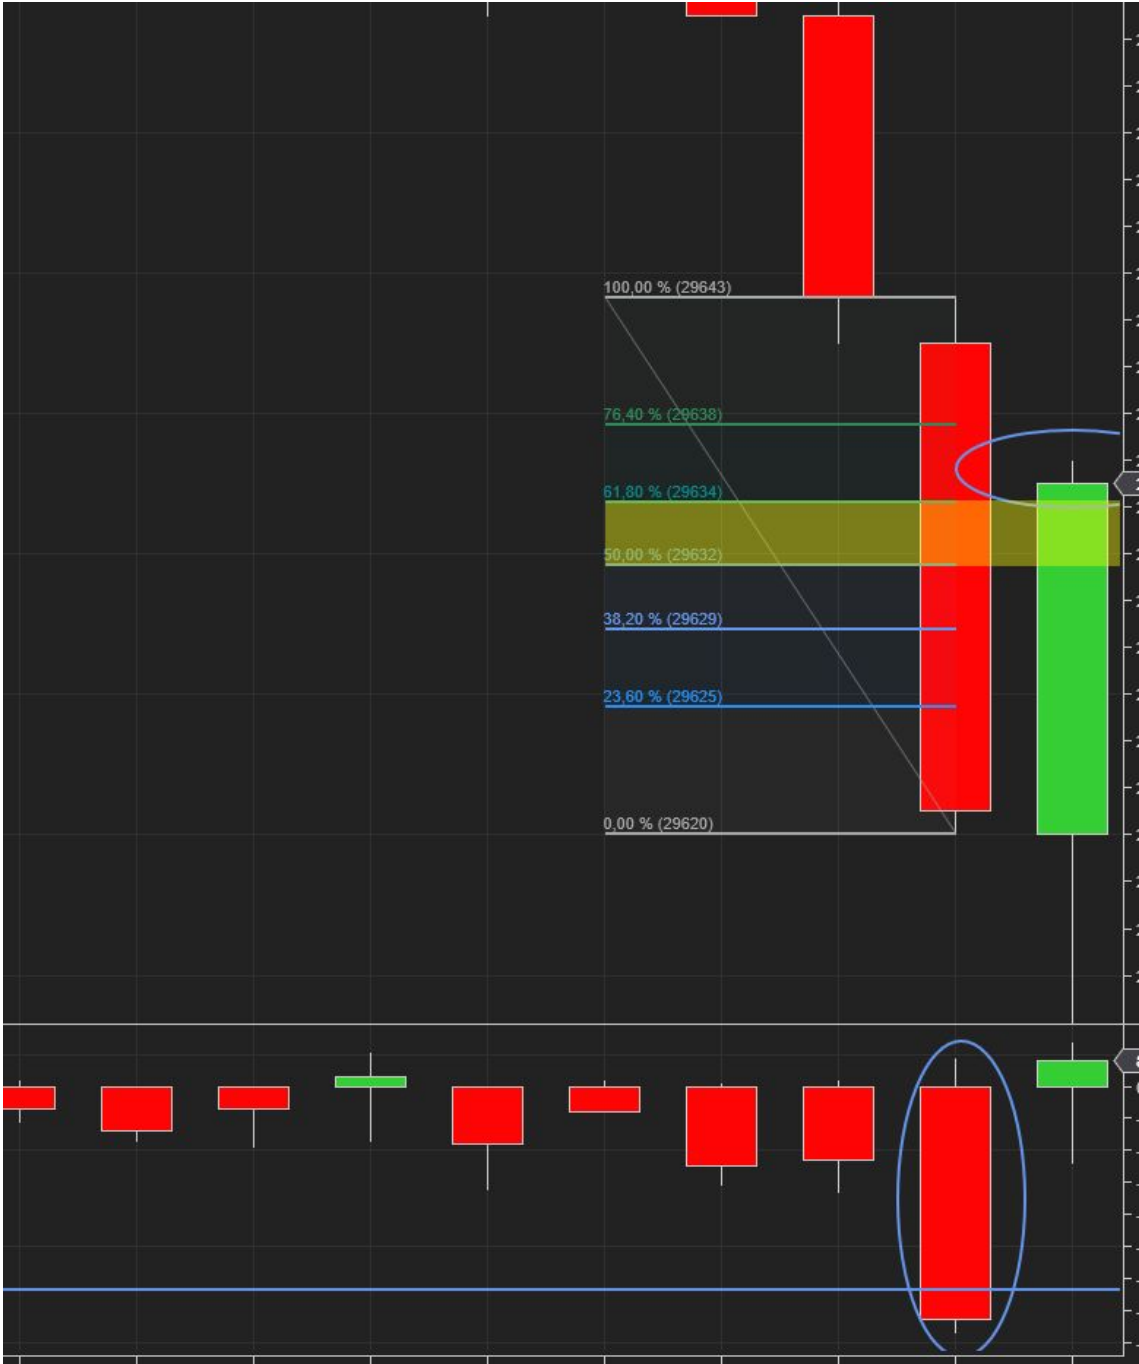 100,00 % (29643)
76,40 % (29638)
61,80 % (29634)
50,00 % (29632)
38,20 % (29629)
23,60 % (29625)
0,00 % (29620)